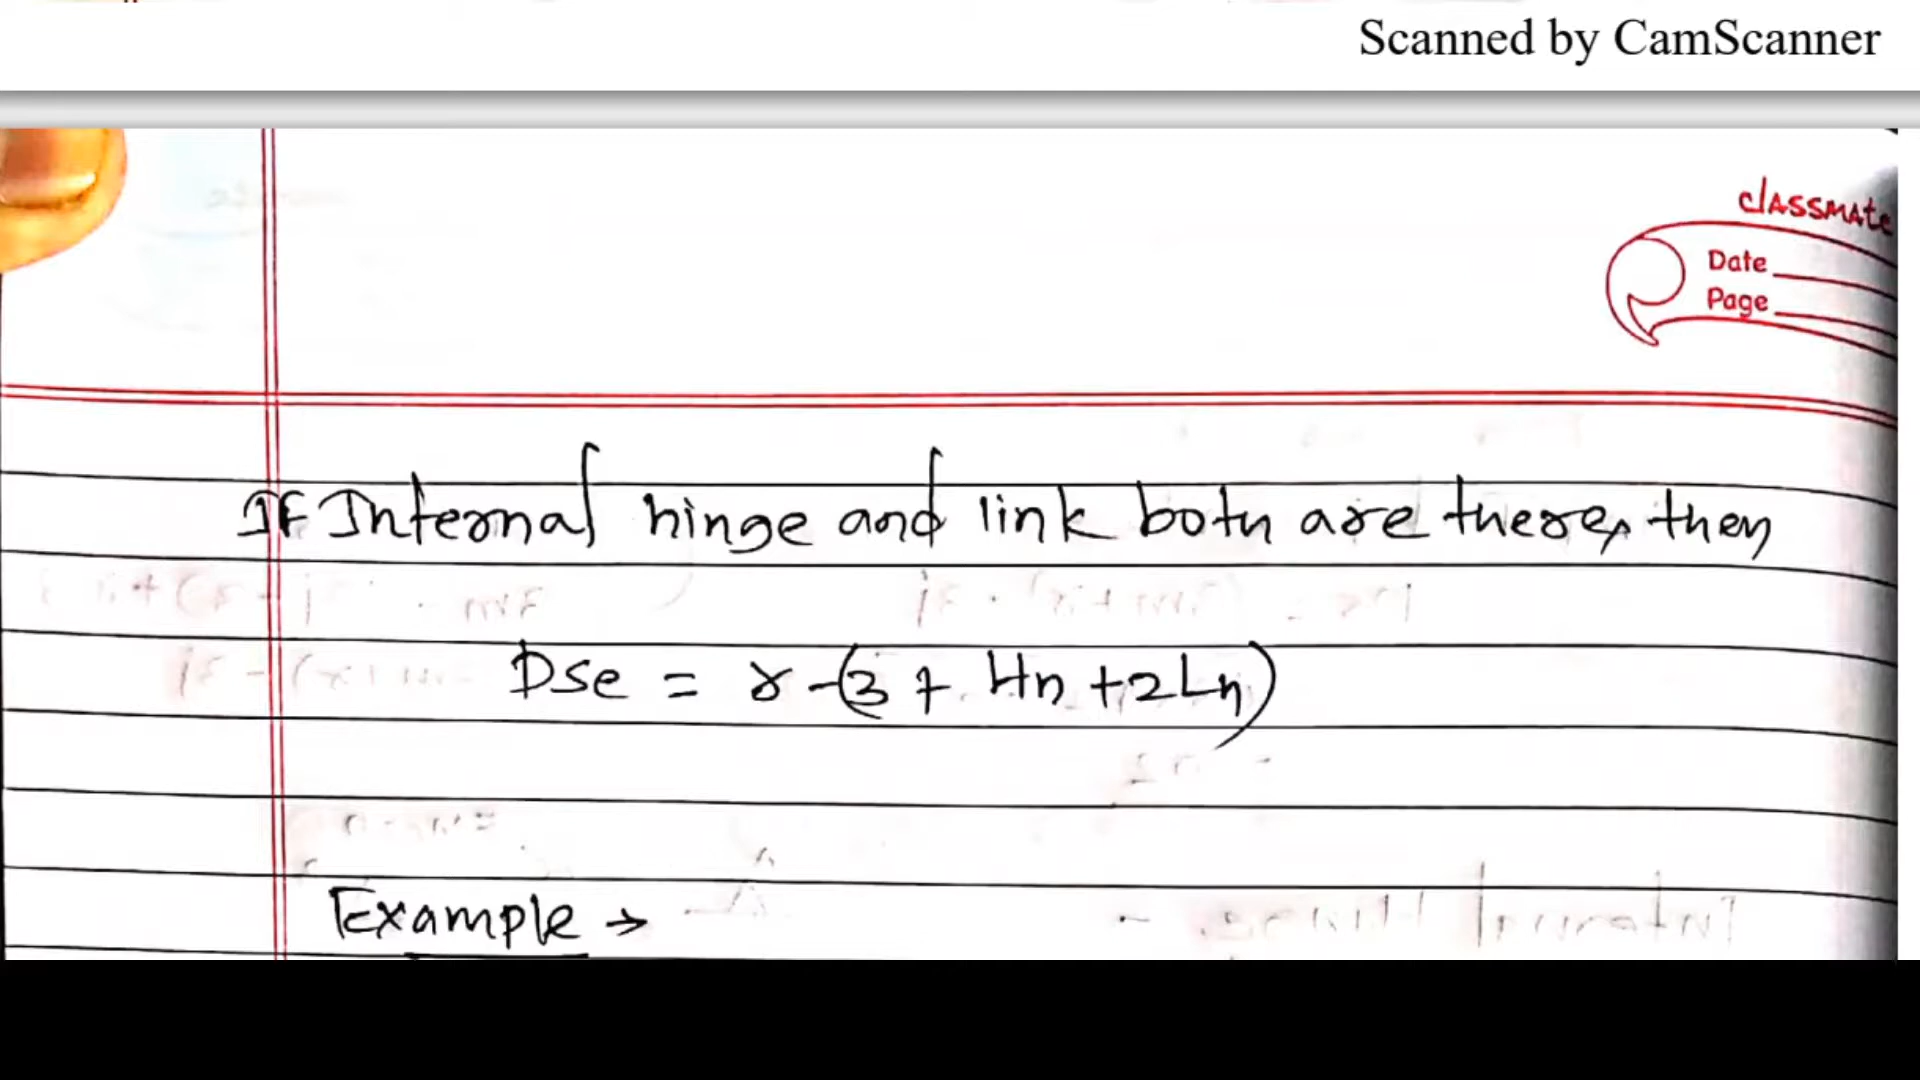 Scanned by CamScanner
classmate
Date
Page
If Internal hinge and link both are there, then
Dse = r - (3 + Hn + 2Ln)
Example →